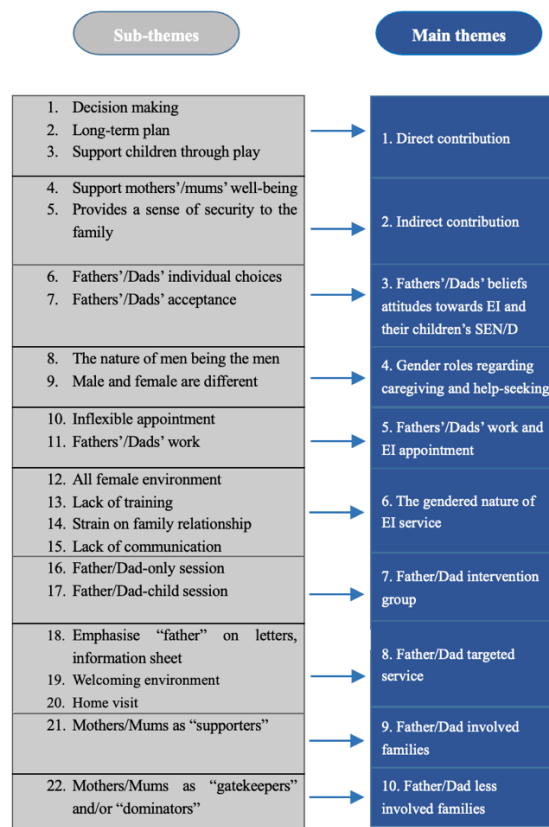 Sub-themes
Main themes
1. Decision making
2. Long-term plan
3. Support children through play
1. Direct contribution
4. Support mothers'/mums' well-being
5. Provides a sense of security to the
family
2. Indirect contribution
6. Fathers'/Dads' individual choices
7. Fathers'/Dads' acceptance
3. Fathers'/Dads' beliefs
attitudes towards EI and
their children's SEN/D
8. The nature of men being the men
9. Male and female are different
4. Gender roles regarding
caregiving and help-seeking
10. Inflexible appointment
11. Fathers'/Dads' work
5. Fathers'/Dads' work and
EI appointment
12. All female environment
13. Lack of training
14. Strain on family relationship
15. Lack of communication
6. The gendered nature of
EI service
16. Father/Dad-only session
17. Father/Dad-child session
7. Father/Dad intervention
group
18. Emphasise “father” on letters,
information sheet
19. Welcoming environment
20. Home visit
8. Father/Dad targeted
service
21. Mothers/Mums as “supporters”
9. Father/Dad involved
families
22. Mothers/Mums as “gatekeepers”
and/or “dominators”
10. Father/Dad less
involved families